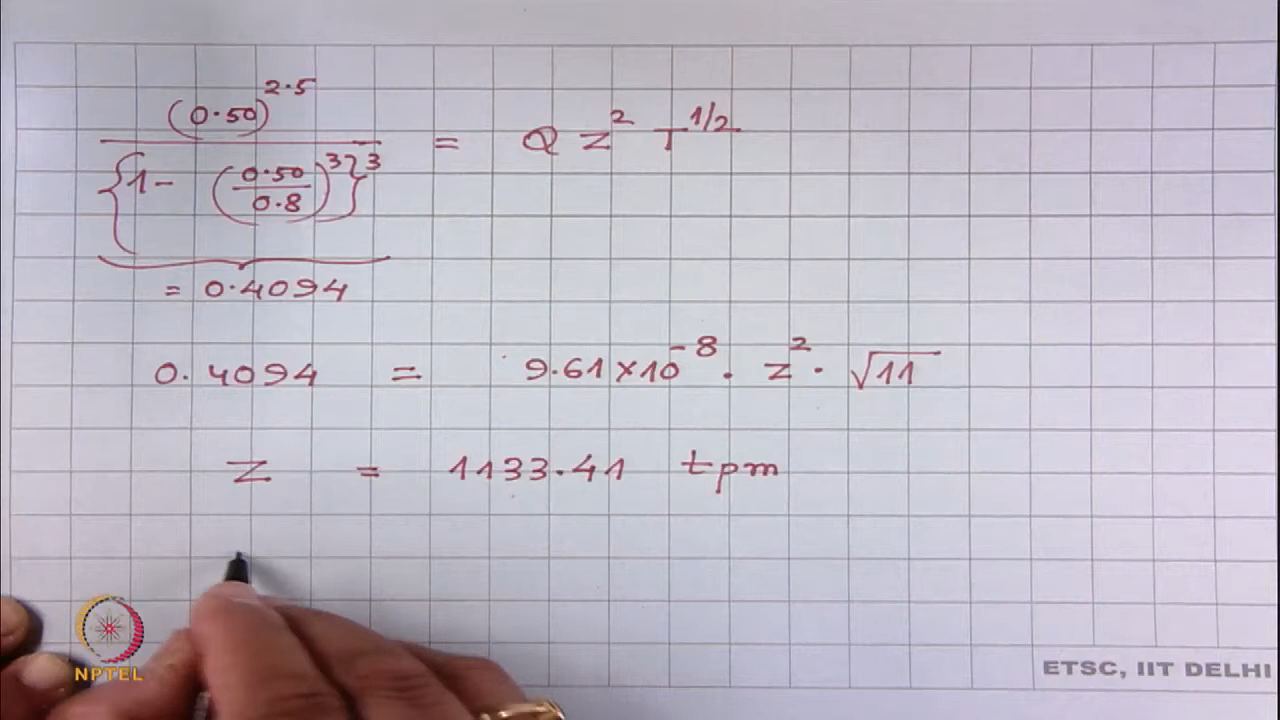 (0.50)^2.5
———————— = Q Z^2 T^1/2
{1 - (0.50/0.8)^3}^3
= 0.4094
0.4094 = 9.61 × 10^-8 . Z^2 . √11
Z = 1133.41 tpm
NPTEL
ETSC, IIT DELHI